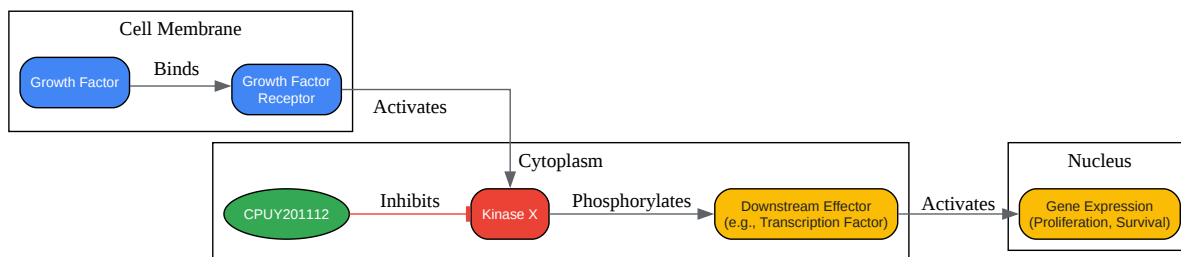 Cell Membrane
Growth Factor
Binds
Growth Factor
Receptor
Activates
Cytoplasm
CPUY201112
Inhibits
Kinase X
Phosphorylates
Downstream Effector
(e.g., Transcription Factor)
Activates
Nucleus
Gene Expression
(Proliferation, Survival)